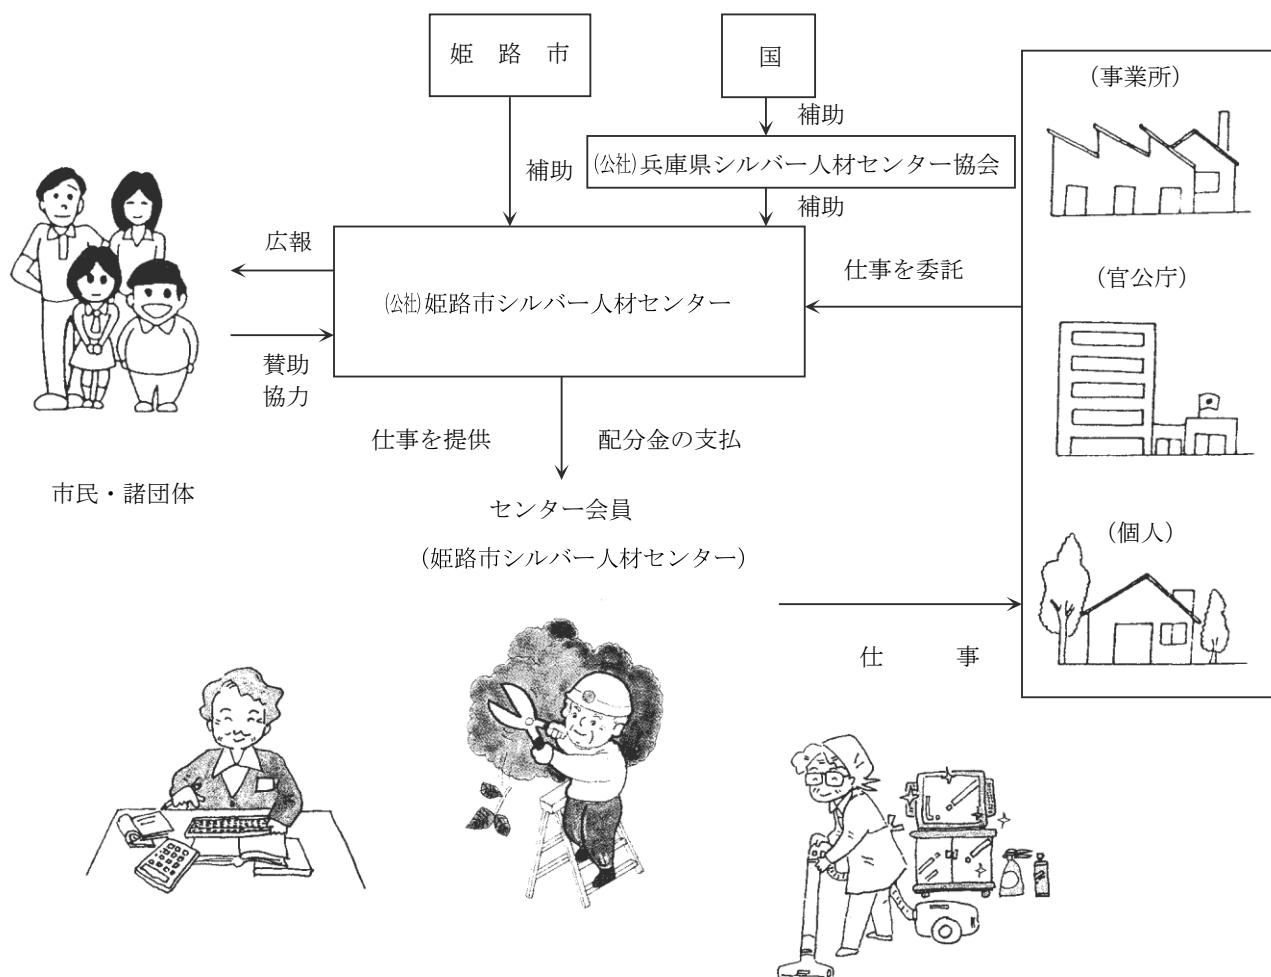 姫 路 市
国
(事業所)
補助
(公社)兵庫県シルバー人材センター協会
補助
補助
広報
仕事を委託
(官公庁)
(公社)姫路市シルバー人材センター
賛助
協力
仕事を提供
配分金の支払
市民・諸団体
センター会員
(姫路市シルバー人材センター)
(個人)
仕 事